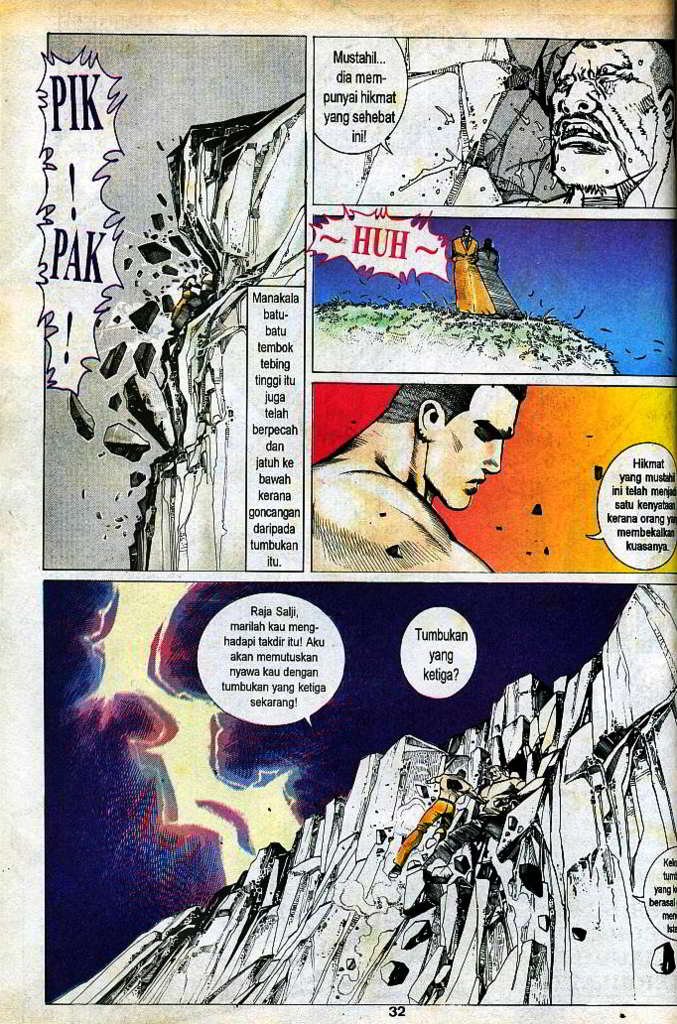 PIK
!
PAK
!
Manakala
batu-
batu
tembok
tebing
tinggi itu
juga
telah
berpecah
dan
jatuh ke
bawah
kerana
goncangan
daripada
tumbukan
itu.
Mustahil...
dia mem-
punyai hikmat
yang sehebat
ini!
~ HUH ~
Hikmat
yang mustahil
ini telah menjadi
satu kenyataan
kerana orang
membekalkan
kuasanya.
Raja Salji,
marilah kau meng-
hadapi takdir itu! Aku
akan memutuskan
nyawa kau dengan
tumbukan yang ketiga
sekarang!
Tumbukan
yang
ketiga?
yang
32